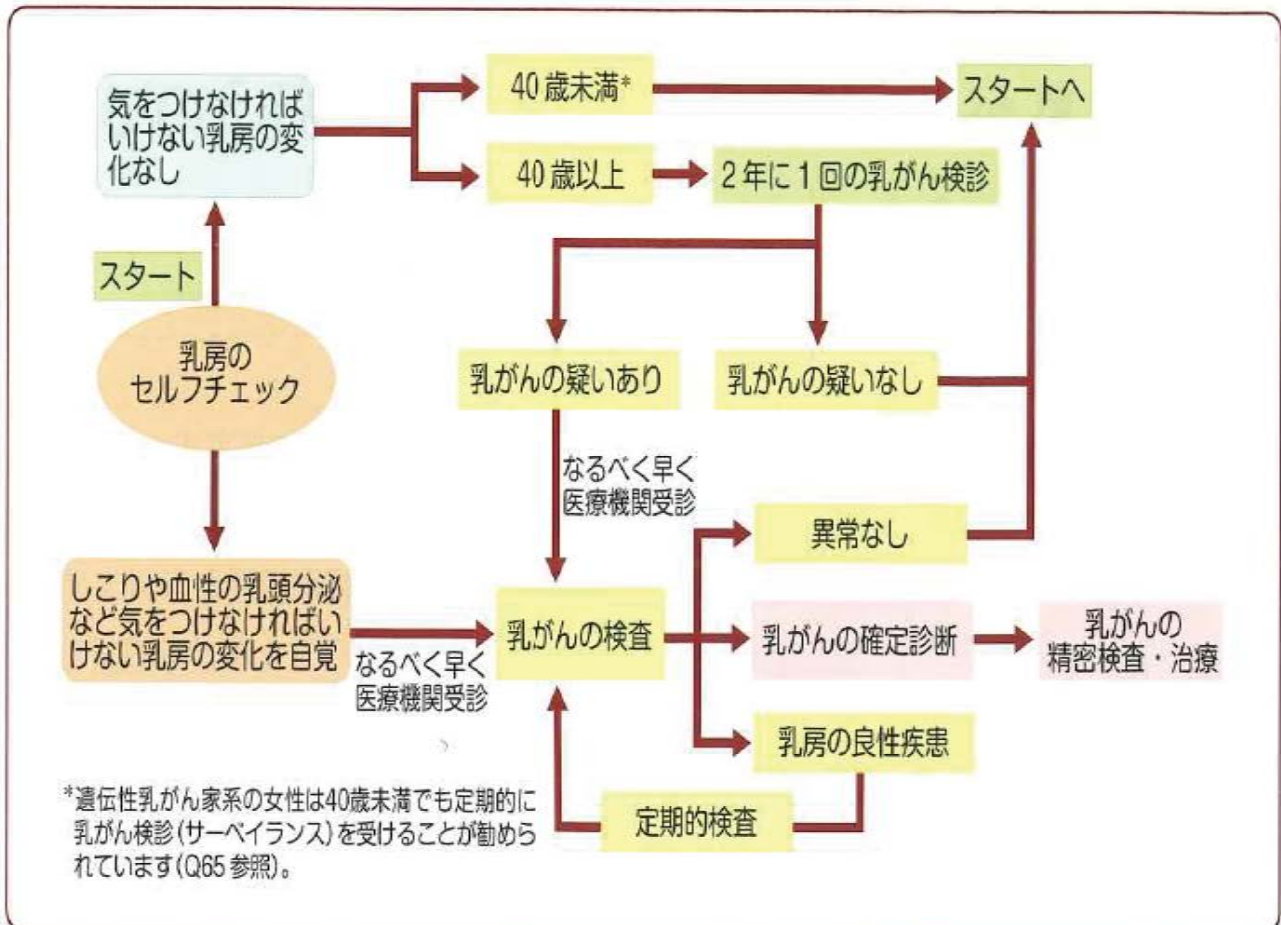 気をつけなければ
いけない乳房の変
化なし
40歳未満*
スタートへ
40歳以上
2年に1回の乳がん検診
スタート
乳房の
セルフチェック
乳がんの疑いあり
乳がんの疑いなし
なるべく早く
医療機関受診
異常なし
しこりや血性の乳頭分泌
など気をつけなければい
けない乳房の変化を自覚
なるべく早く
医療機関受診
乳がんの検査
乳がんの確定診断
乳がんの
精密検査・治療
乳房の良性疾患
定期的検査
*遺伝性乳がん家系の女性は40歳未満でも定期的に
乳がん検診(サーベイランス)を受けることが勧めら
れています(Q65参照)。